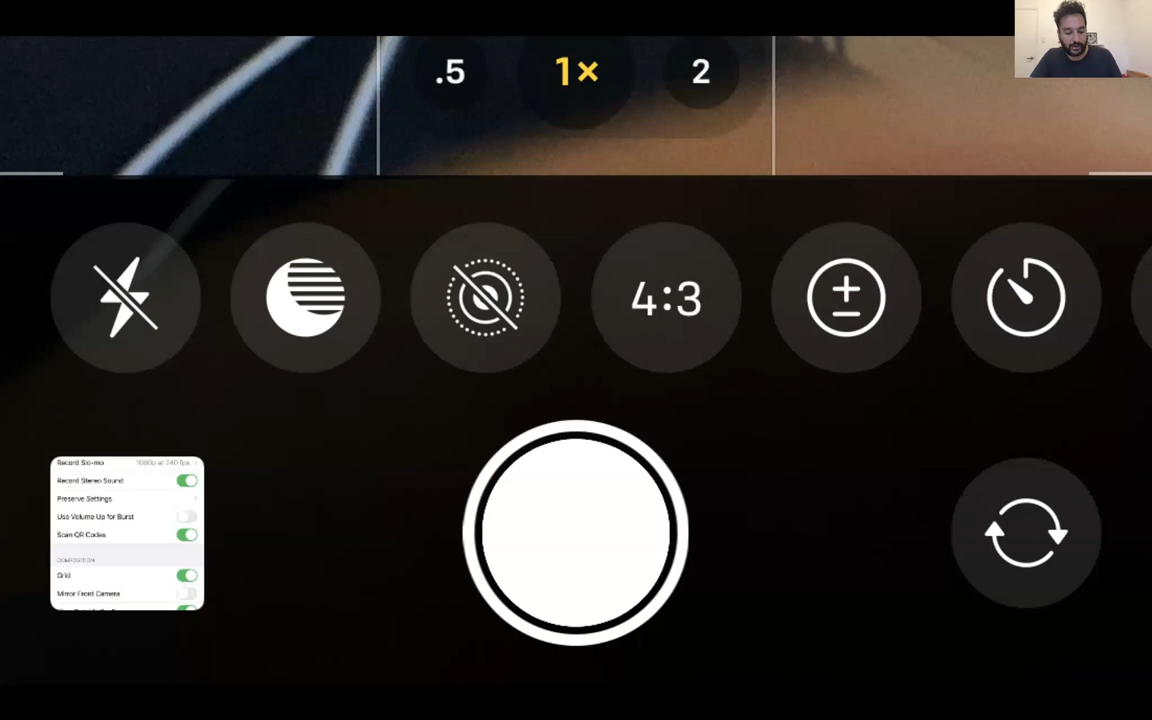 .5 1× 2
4:3
Record Slo-mo 1080p at 240 fps
Record Stereo Sound
Preserve Settings
Use Volume Up for Burst
Scan QR Codes
COMPOSITION
Grid
Mirror Front Camera